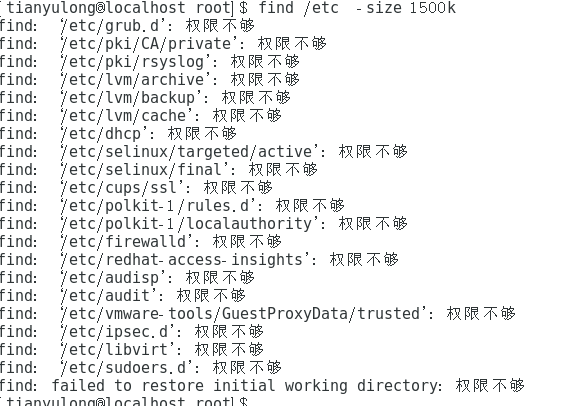 [tianyulong@localhost root]$ find /etc  -size 1500k
find: ‘/etc/grub.d’: 权限不够
find: ‘/etc/pki/CA/private’: 权限不够
find: ‘/etc/pki/rsyslog’: 权限不够
find: ‘/etc/lvm/archive’: 权限不够
find: ‘/etc/lvm/backup’: 权限不够
find: ‘/etc/lvm/cache’: 权限不够
find: ‘/etc/dhcp’: 权限不够
find: ‘/etc/selinux/targeted/active’: 权限不够
find: ‘/etc/selinux/final’: 权限不够
find: ‘/etc/cups/ssl’: 权限不够
find: ‘/etc/polkit-1/rules.d’: 权限不够
find: ‘/etc/polkit-1/localauthority’: 权限不够
find: ‘/etc/firewalld’: 权限不够
find: ‘/etc/redhat-access-insights’: 权限不够
find: ‘/etc/audisp’: 权限不够
find: ‘/etc/audit’: 权限不够
find: ‘/etc/vmware-tools/GuestProxyData/trusted’: 权限不够
find: ‘/etc/ipsec.d’: 权限不够
find: ‘/etc/libvirt’: 权限不够
find: ‘/etc/sudoers.d’: 权限不够
find: failed to restore initial working directory: 权限不够
[tianyulong@localhost root]$